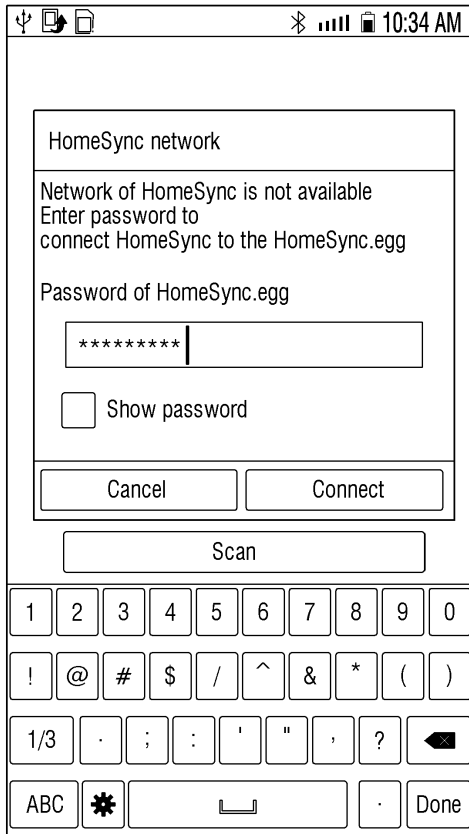 10:34 AM
HomeSync network
Network of HomeSync is not available
Enter password to
connect HomeSync to the HomeSync.egg
Password of HomeSync.egg
*********
Show password
Cancel Connect
Scan
1 2 3 4 5 6 7 8 9 0
! @ # $ / ^ & * ( )
1/3 . ; : ' " , ?
ABC . Done